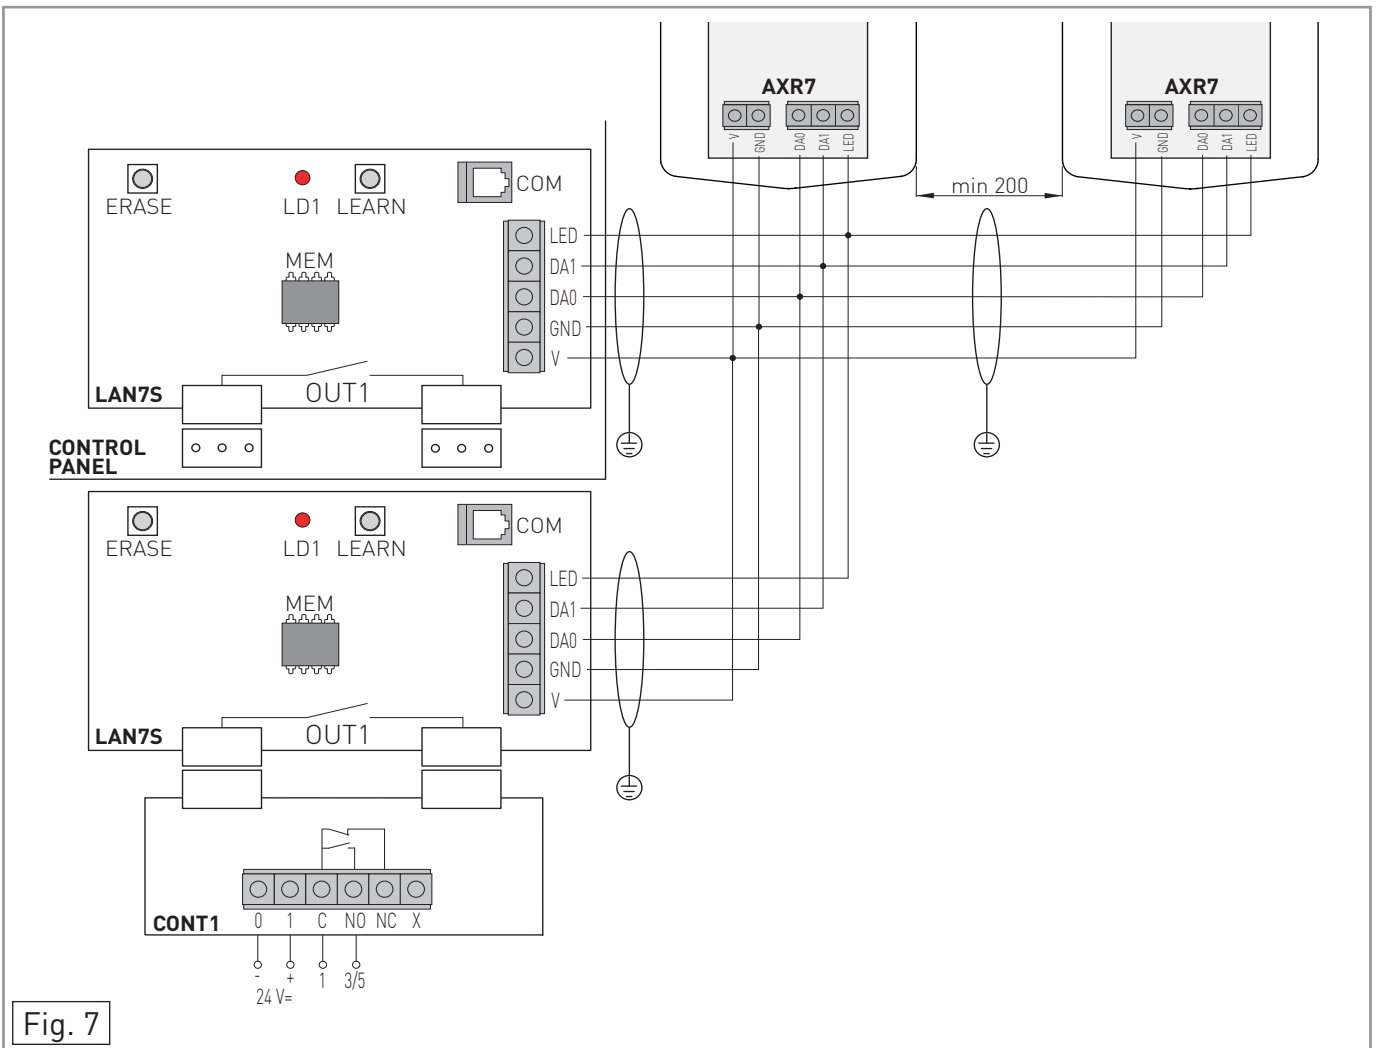 AXR7
V
GND
DA0
DA1
LED
AXR7
V
GND
DA0
DA1
LED
min 200
ERASE
LD1
LEARN
COM
MEM
LED
DA1
DA0
GND
V
LAN7S
OUT1
CONTROL
PANEL
ERASE
LD1
LEARN
COM
MEM
LED
DA1
DA0
GND
V
LAN7S
OUT1
CONT1
0 1 C NO NC X
- + 1 3/5
24 V=
Fig. 7